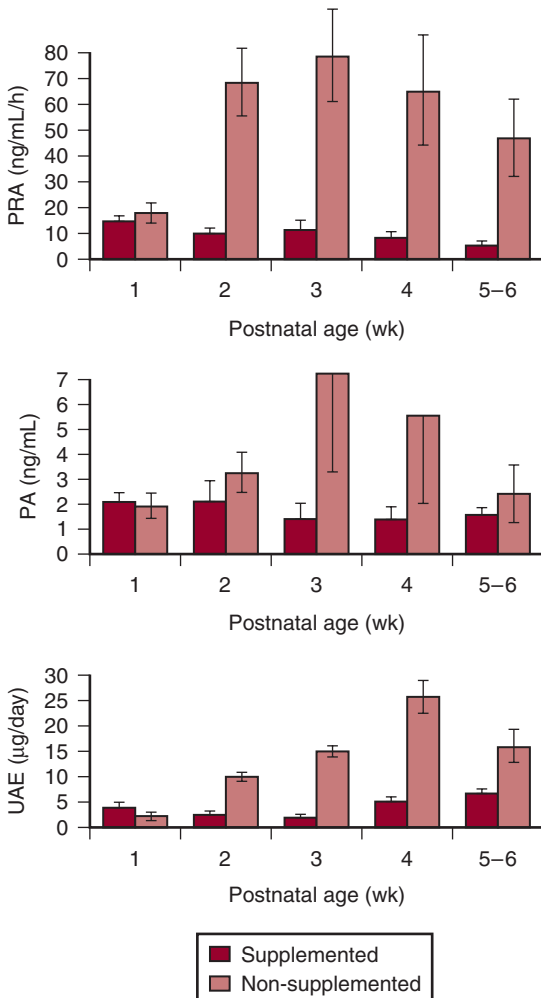 PRA (ng/mL/h)
80
70
60
50
40
30
20
10
0
1 2 3 4 5–6
Postnatal age (wk)
PA (ng/mL)
7
6
5
4
3
2
1
0
1 2 3 4 5–6
Postnatal age (wk)
UAE (µg/day)
30
25
20
15
10
5
0
1 2 3 4 5–6
Postnatal age (wk)
Supplemented
Non-supplemented